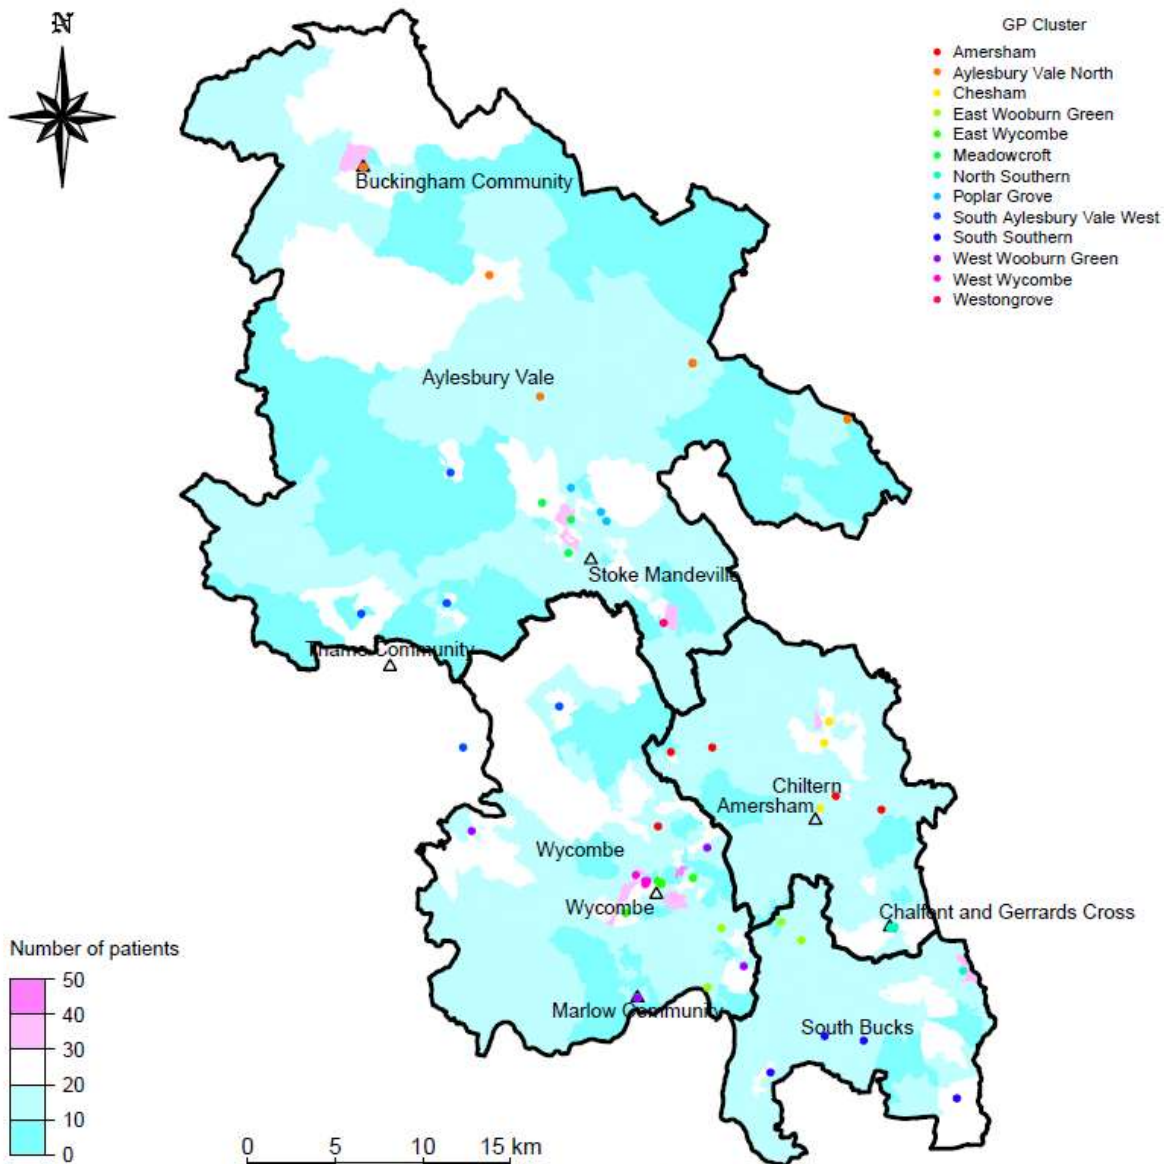 N
GP Cluster
Amersham
Aylesbury Vale North
Chesham
East Wooburn Green
East Wycombe
Meadowcroft
North Southern
Poplar Grove
South Aylesbury Vale West
South Southern
West Wooburn Green
West Wycombe
Westongrove
Buckingham Community
Aylesbury Vale
Stoke Mandeville
Thame Community
Chiltern
Amersham
Wycombe
Wycombe
Chalfont and Gerrards Cross
Marlow Community
South Bucks
Number of patients
50
40
30
20
10
0
0 5 10 15 km